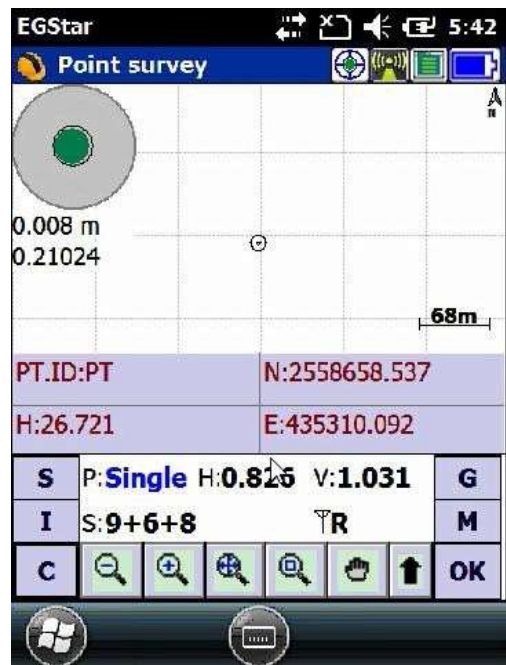 EGStar 5:42
Point survey
N
0.008 m
0.21024
68m
PT.ID:PT N:2558658.537
H:26.721 E:435310.092
S P:Single H:0.826 V:1.031 G
I S:9+6+8 R M
C OK